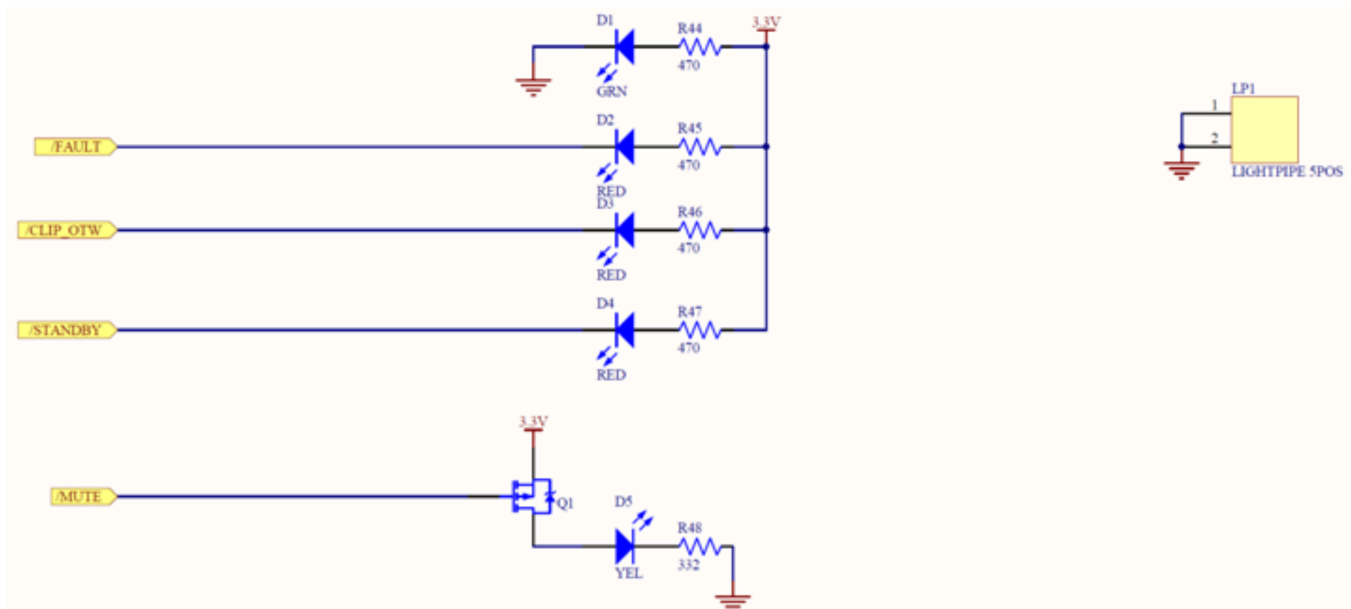 D1
GRN
R44
470
3.3V
/FAULT
D2
RED
R45
470
/CLIP_OTW
D3
RED
R46
470
/STANDBY
D4
RED
R47
470
LP1
1
2
LIGHTPIPE 5POS
3.3V
/MUTE
Q1
D5
YEL
R48
332